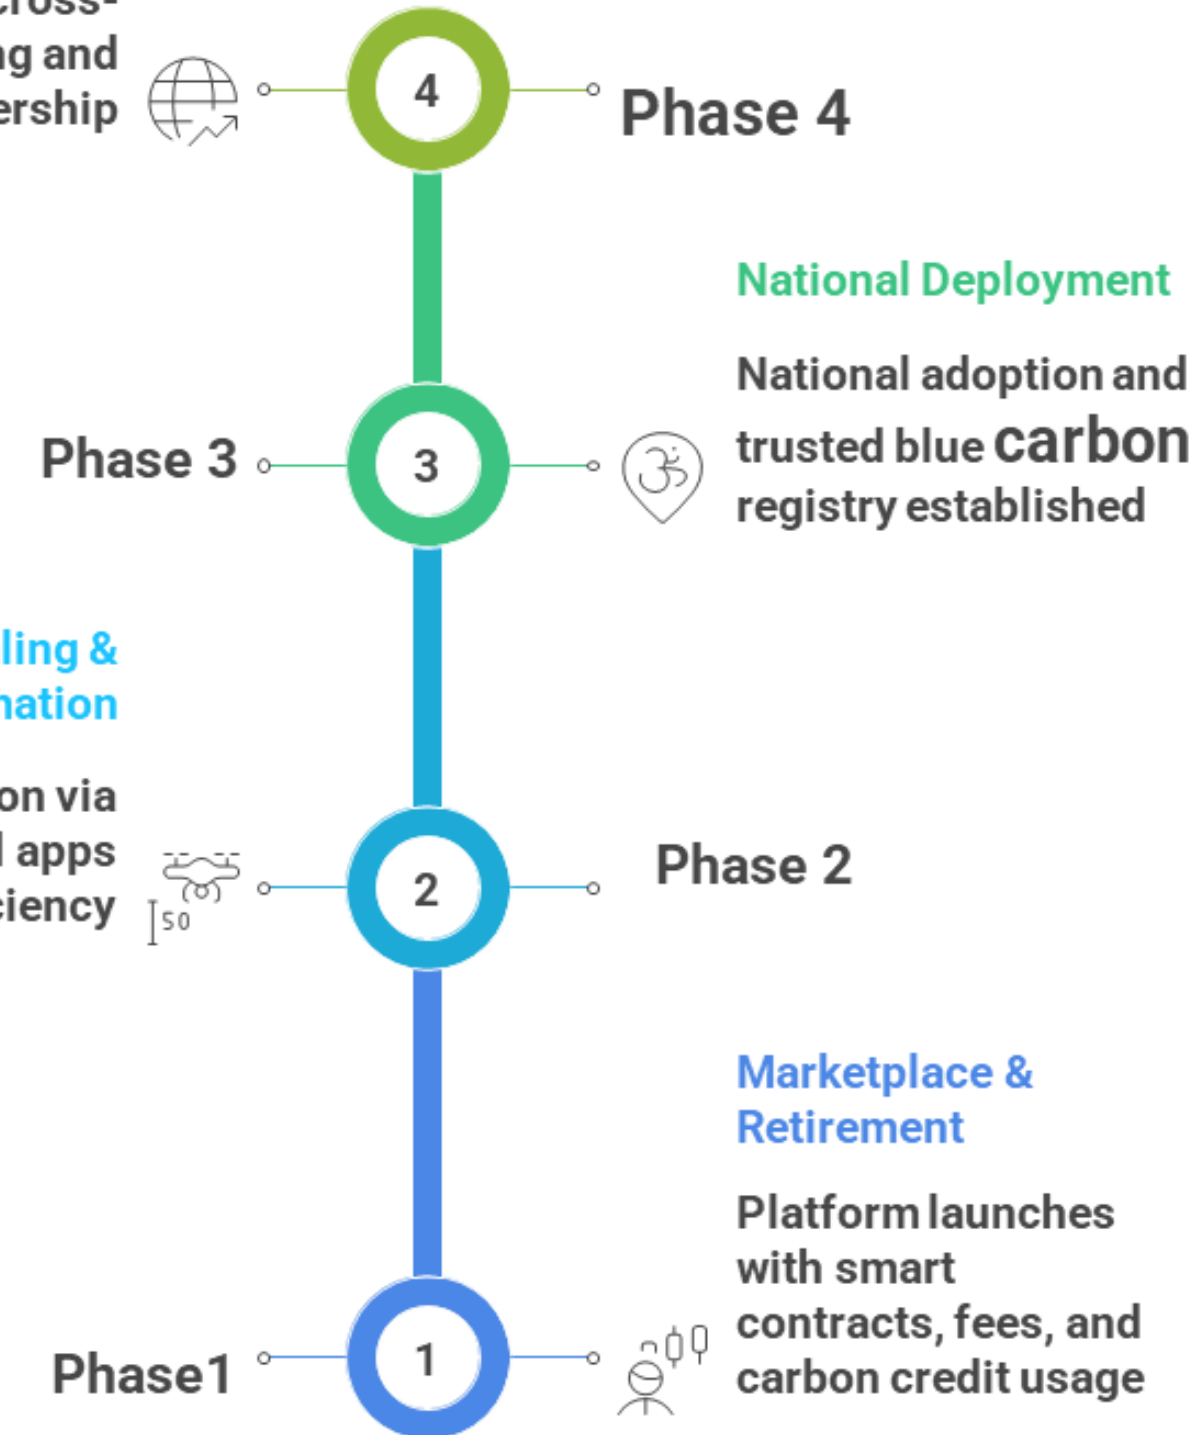 cross-
ng and
ership
4
Phase 4
National Deployment
National adoption and
trusted blue carbon
registry established
Phase 3
3
ॐ
ling &
nation
on via
apps
ciency
50
2
Phase 2
Marketplace &
Retirement
Platform launches
with smart
contracts, fees, and
carbon credit usage
Phase1
1